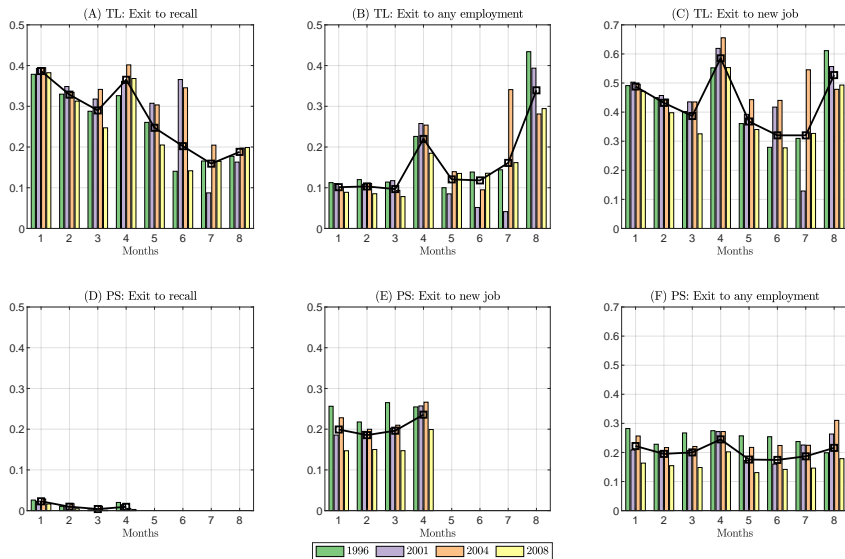 (A) TL: Exit to recall
0.5
0.4
0.3
0.2
0.1
0
1 2 3 4 5 6 7 8
Months
(B) TL: Exit to any employment
0.5
0.4
0.3
0.2
0.1
0
1 2 3 4 5 6 7 8
Months
(C) TL: Exit to new job
0.7
0.6
0.5
0.4
0.3
0.2
0.1
0
1 2 3 4 5 6 7 8
Months
(D) PS: Exit to recall
0.5
0.4
0.3
0.2
0.1
0
1 2 3 4 5 6 7 8
Months
(E) PS: Exit to new job
0.5
0.4
0.3
0.2
0.1
0
1 2 3 4 5 6 7 8
Months
(F) PS: Exit to any employment
0.7
0.6
0.5
0.4
0.3
0.2
0.1
0
1 2 3 4 5 6 7 8
Months
1996 2001 2004 2008